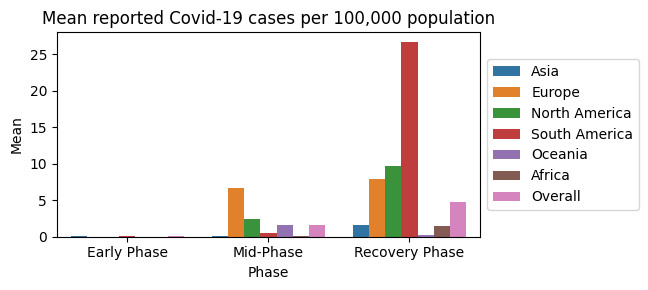 Mean reported Covid-19 cases per 100,000 population
25
20
15
10
5
0
Mean
Early Phase
Mid-Phase
Recovery Phase
Phase
Asia
Europe
North America
South America
Oceania
Africa
Overall